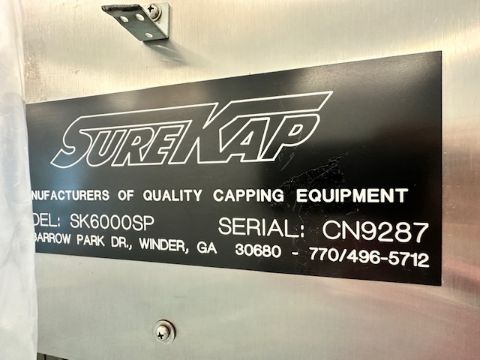 SUREKAP
NUFACTURERS OF QUALITY CAPPING EQUIPMENT
DEL: SK6000SP SERIAL: CN9287
BARROW PARK DR., WINDER, GA 30680 - 770/496-5712